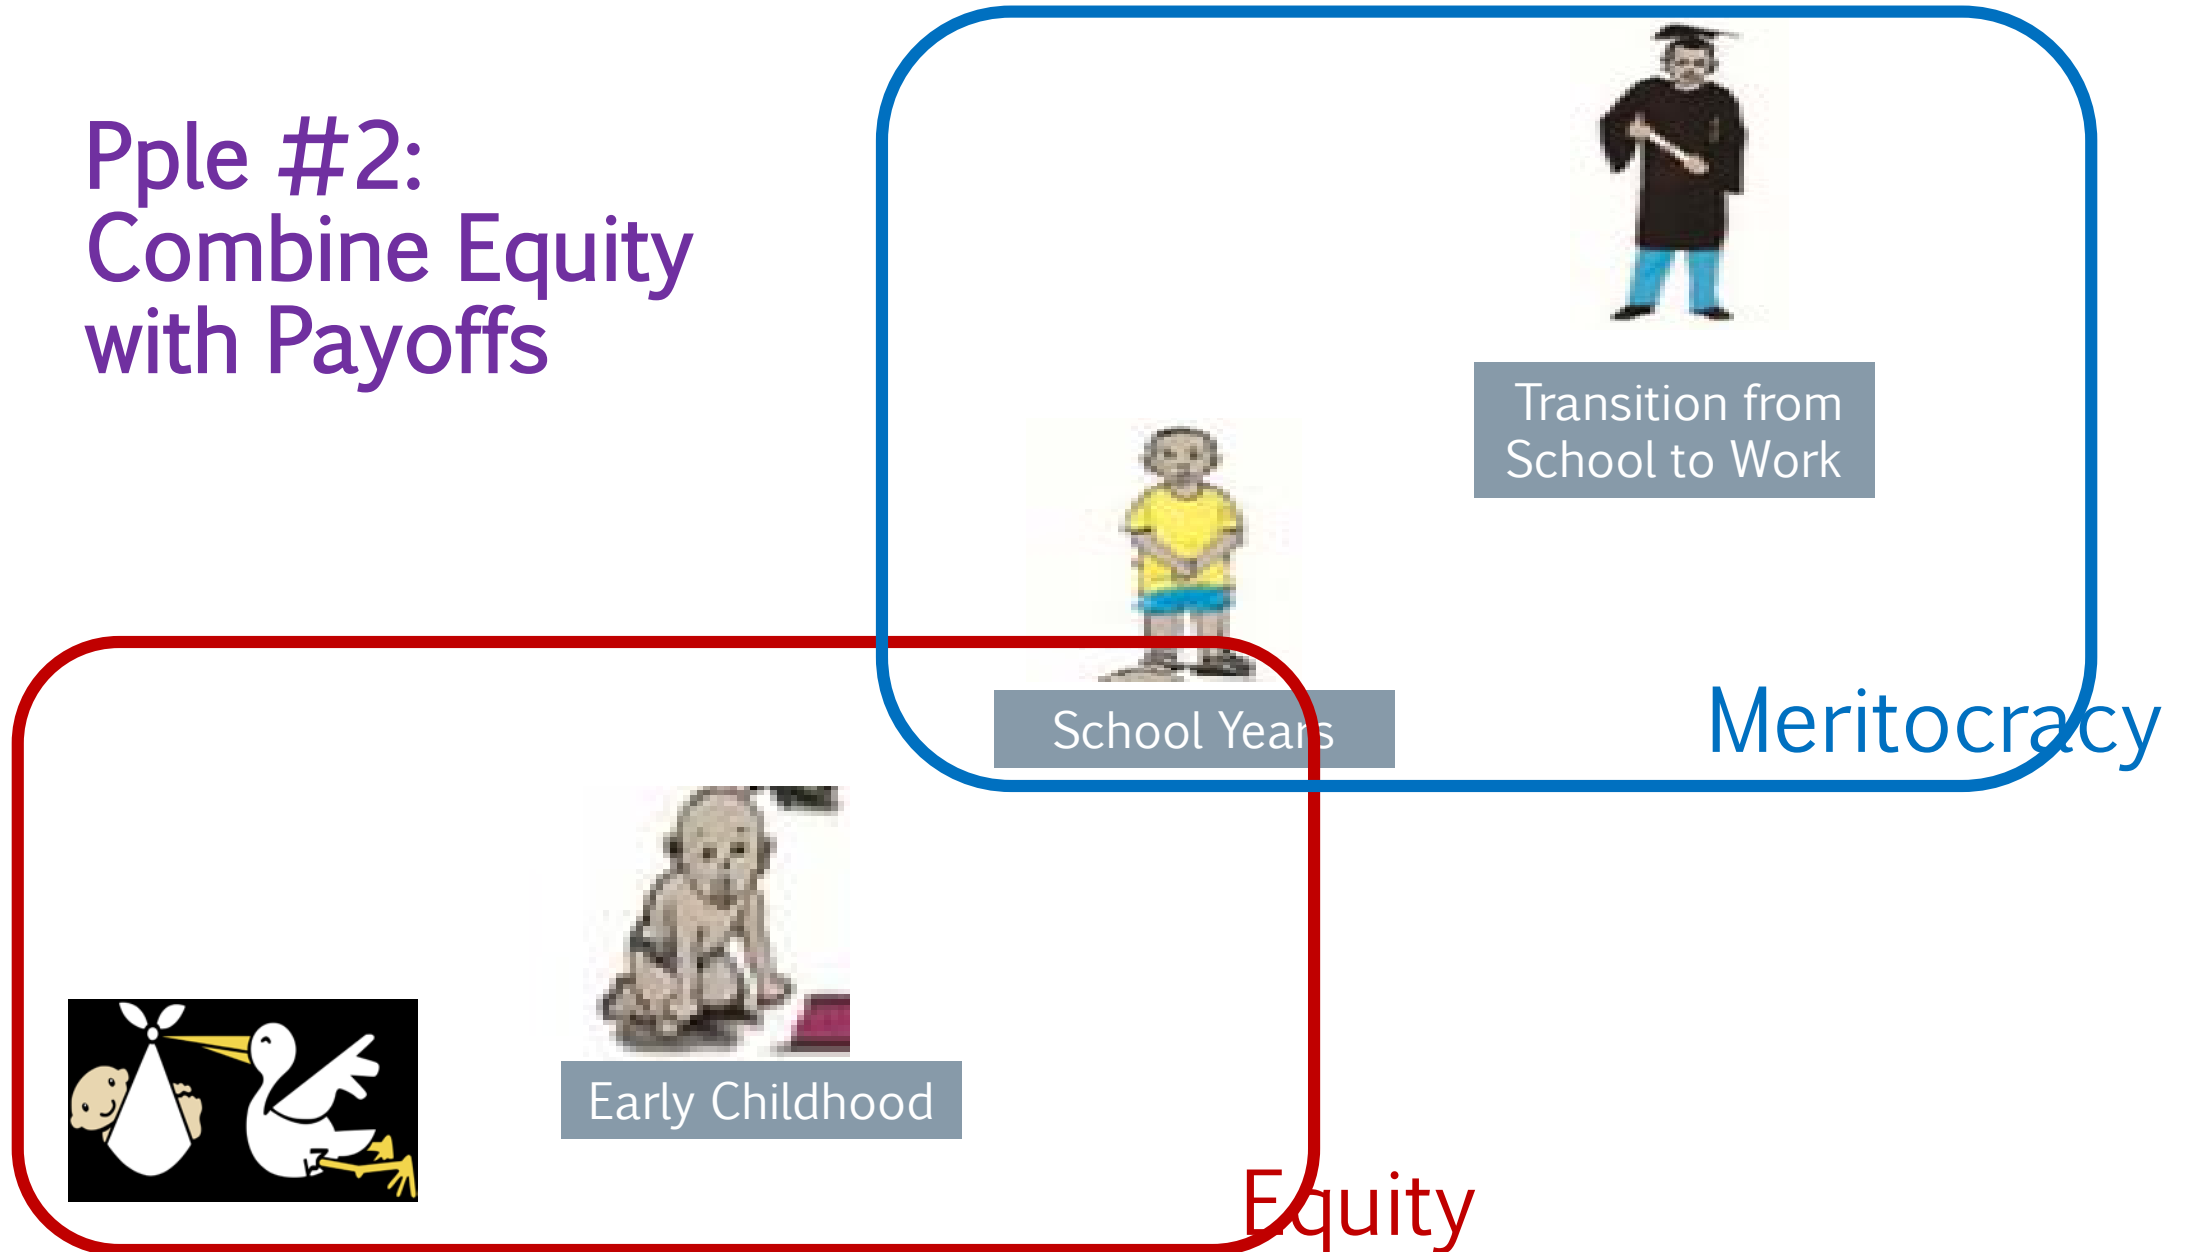 Pple #2:
Combine Equity
with Payoffs
Transition from
School to Work
School Years
Meritocracy
Early Childhood
Equity